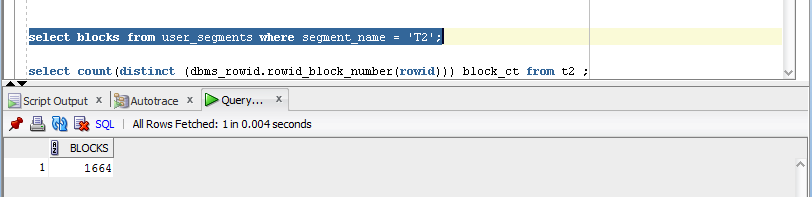 select blocks from user_segments where segment_name = 'T2';
select count(distinct (dbms_rowid.rowid_block_number(rowid))) block_ct from t2 ;
Script Output x Autotrace x Query... x
SQL | All Rows Fetched: 1 in 0.004 seconds
BLOCKS
1 1664